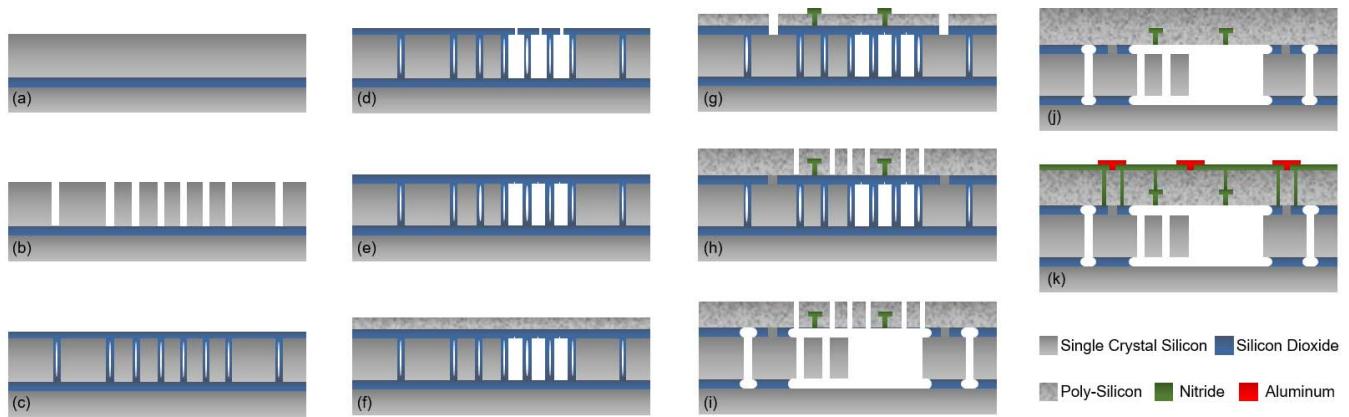 (a)
(b)
(c)
(d)
(e)
(f)
(g)
(h)
(i)
(j)
(k)
Single Crystal Silicon
Silicon Dioxide
Poly-Silicon
Nitride
Aluminum